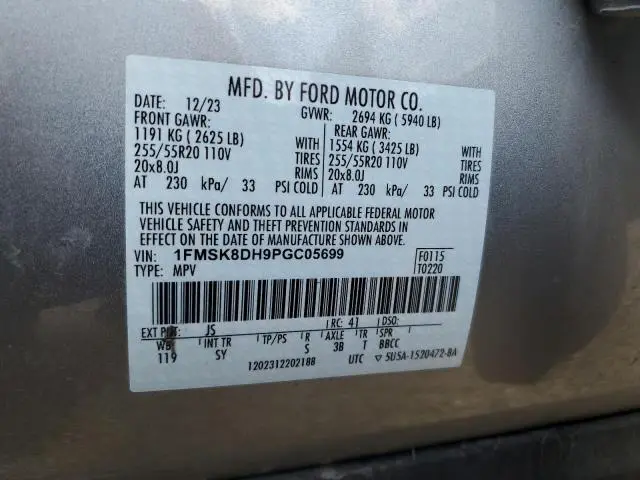 MFD. BY FORD MOTOR CO.
DATE: 12/23 GVWR: 2694 KG ( 5940 LB)
FRONT GAWR: REAR GAWR:
1191 KG ( 2625 LB) WITH 1554 KG ( 3425 LB) WITH
255/55R20 110V TIRES 255/55R20 110V TIRES
20x8.0J RIMS 20x8.0J RIMS
AT 230 kPa/ 33 PSI COLD AT 230 kPa/ 33 PSI COLD
THIS VEHICLE CONFORMS TO ALL APPLICABLE FEDERAL MOTOR
VEHICLE SAFETY AND THEFT PREVENTION STANDARDS IN
EFFECT ON THE DATE OF MANUFACTURE SHOWN ABOVE.
VIN: 1FMSK8DH9PGC05699 F0115
TYPE: MPV T0220
EXT PNT: JS RC: 41 DSO:
WB INT TR TP/PS R AXLE TR SPR
119 SY S 3B T BBCC
1202312202188 UTC ▽ 5U5A-1520472-BA